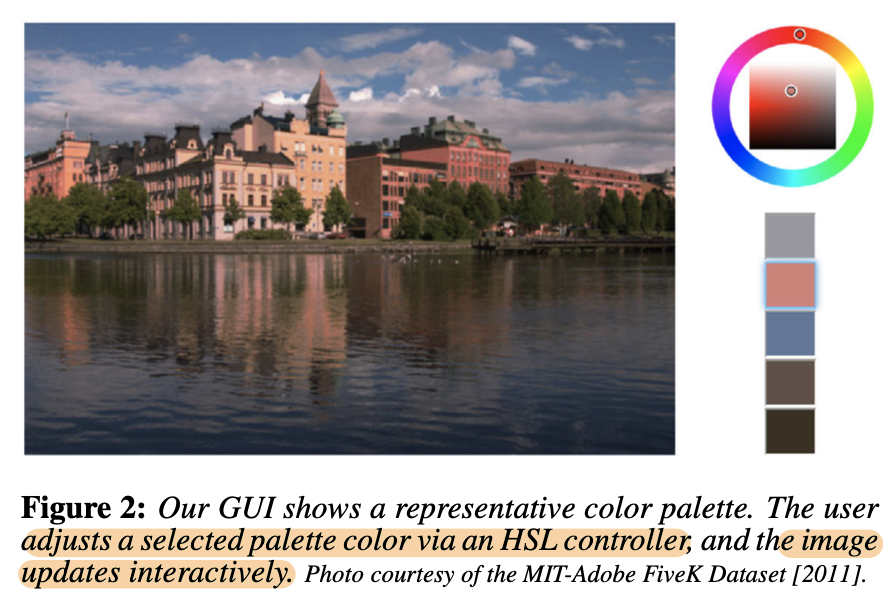 Figure 2: Our GUI shows a representative color palette. The user
adjusts a selected palette color via an HSL controller, and the image
updates interactively. Photo courtesy of the MIT-Adobe FiveK Dataset [2011].